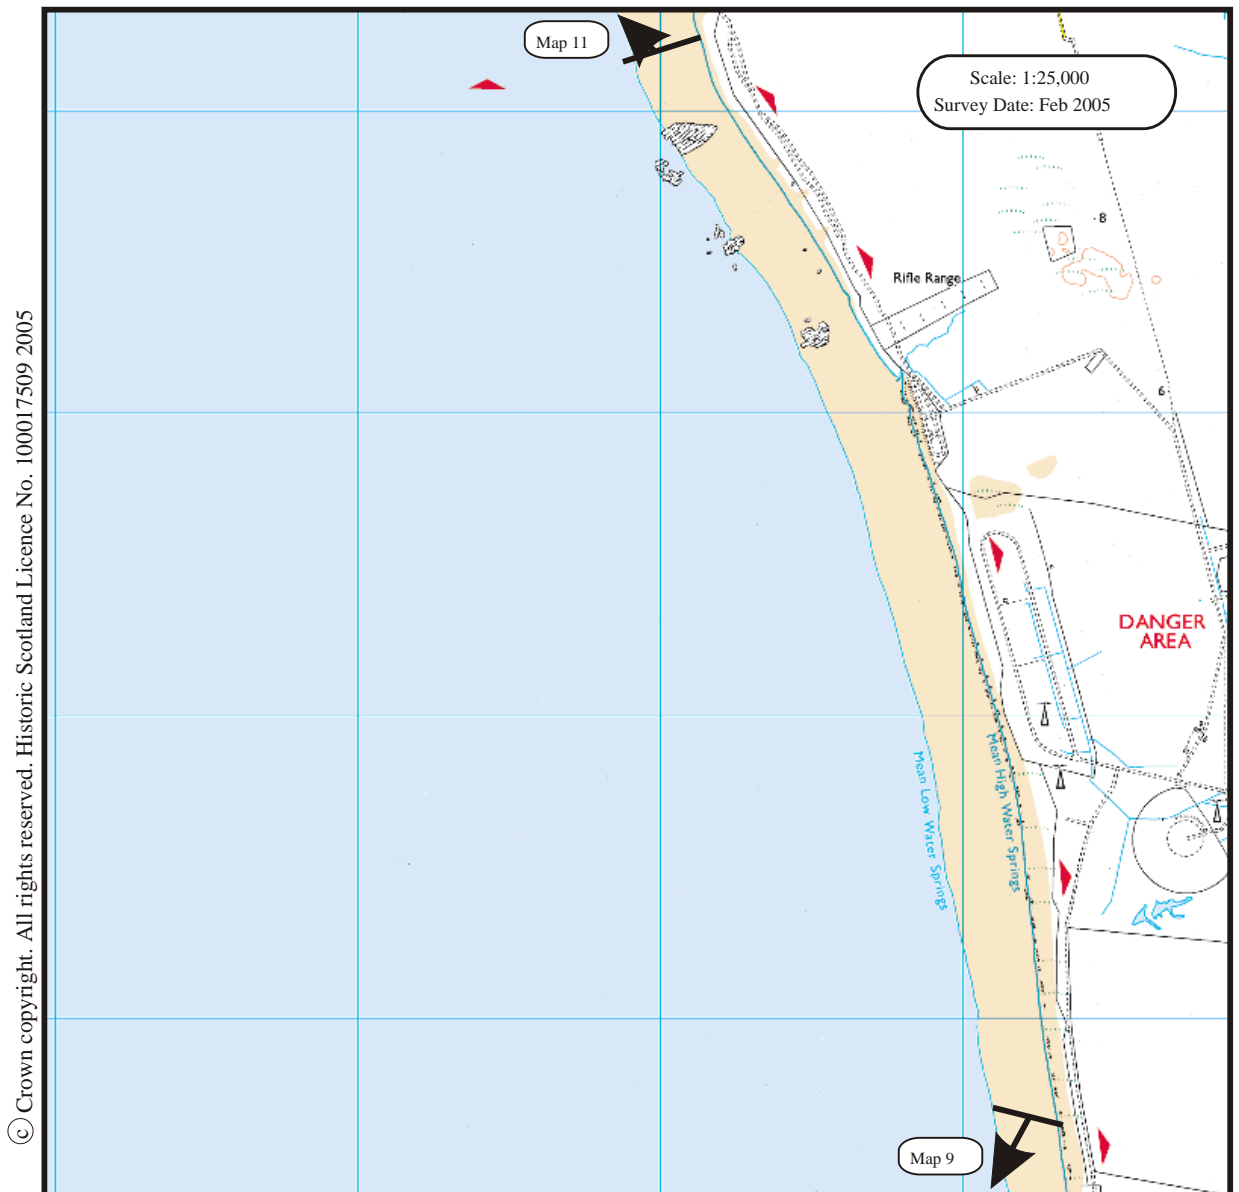 Map 11
Scale: 1:25,000
Survey Date: Feb 2005
8
Rifle Range
6
DANGER
AREA
Mean High Water Springs
Mean Low Water Springs
Map 9
© Crown copyright. All rights reserved. Historic Scotland Licence No. 100017509 2005